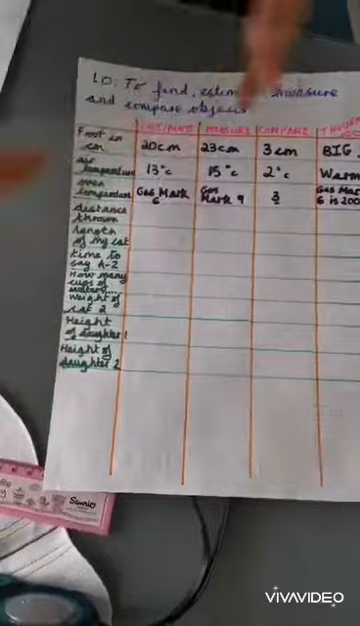 LO: To find, estimate, measure
and compare objects
ESTIMATE MEASURE COMPARE
Foot in cm 20cm 23cm 3cm BIG
air temperature 13°c 15°c 2°c Warm
oven temperature Gas Mark 6 Gas Mark 9 3 Gas Mar 6 is 200
distance thrown
length of my cat
time to say A-Z
How many cups of water....
Weight of cat 2
Height of daughter 1
Height of daughter 2
Sanrio
VIVAVIDEO